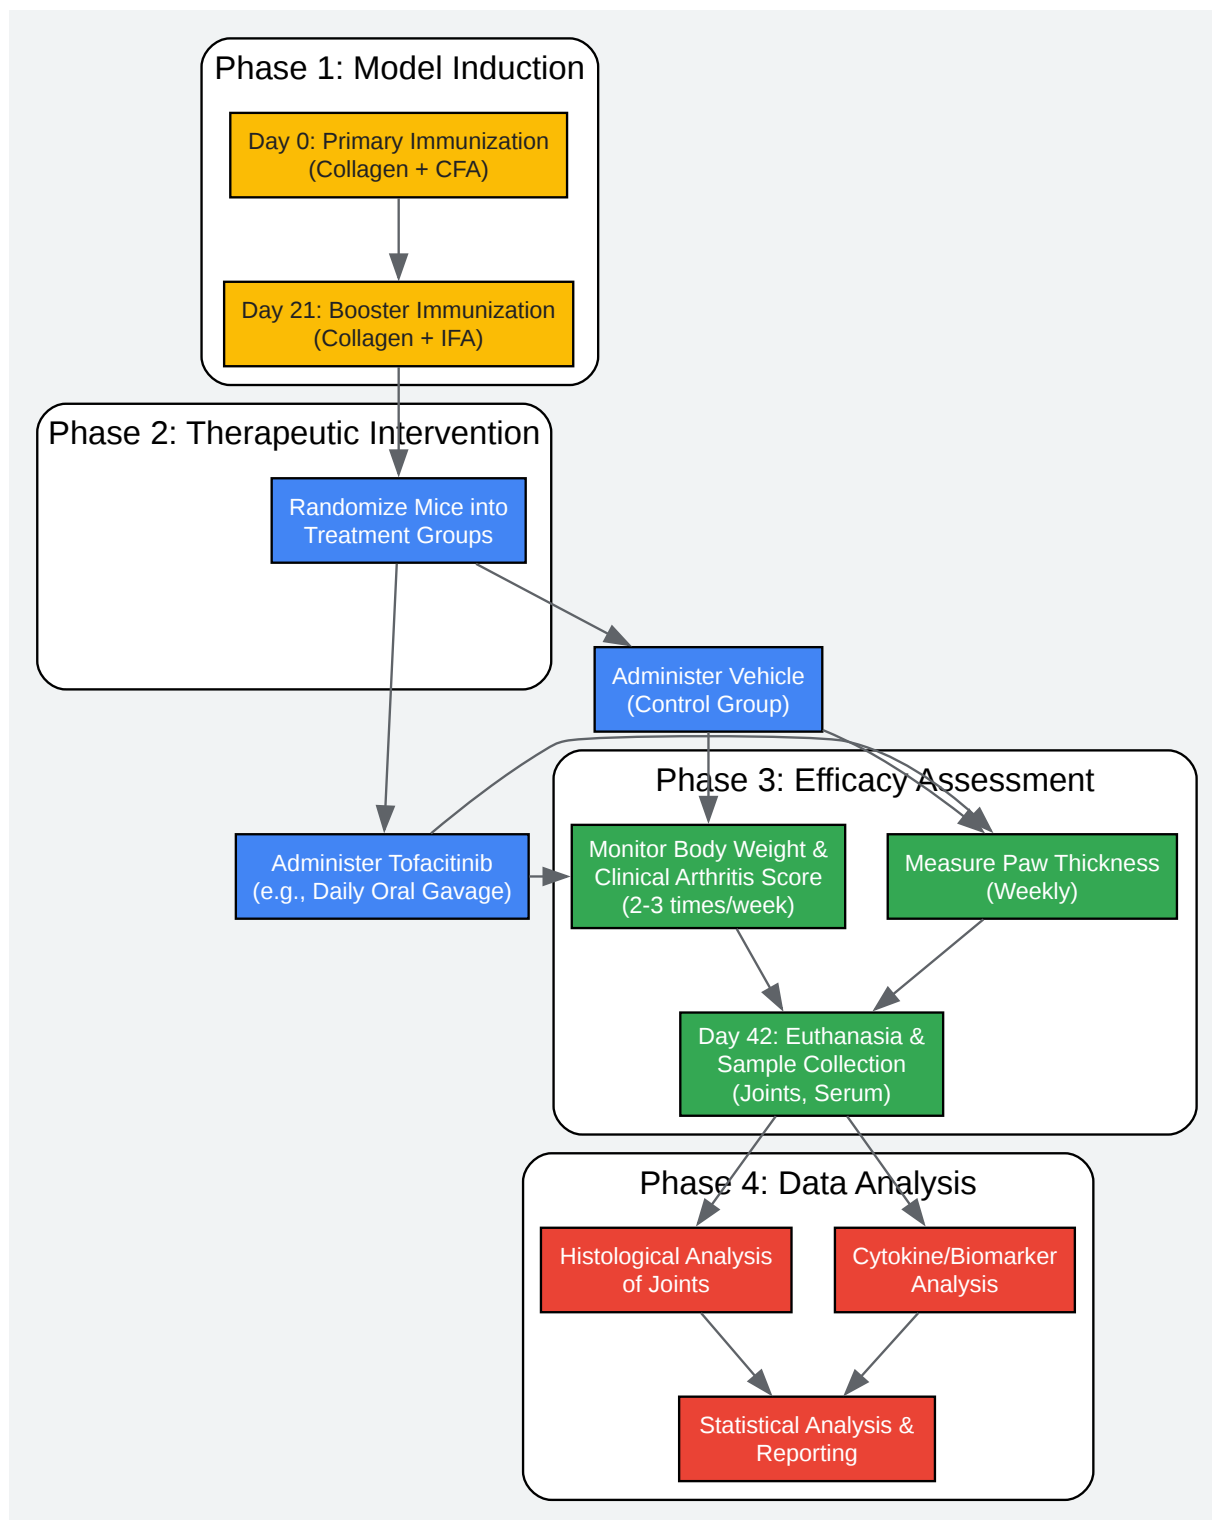 Phase 1: Model Induction
Day 0: Primary Immunization
(Collagen + CFA)
Day 21: Booster Immunization
(Collagen + IFA)
Phase 2: Therapeutic Intervention
Randomize Mice into
Treatment Groups
Administer Vehicle
(Control Group)
Administer Tofacitinib
(e.g., Daily Oral Gavage)
Phase 3: Efficacy Assessment
Monitor Body Weight &
Clinical Arthritis Score
(2-3 times/week)
Measure Paw Thickness
(Weekly)
Day 42: Euthanasia &
Sample Collection
(Joints, Serum)
Phase 4: Data Analysis
Histological Analysis
of Joints
Cytokine/Biomarker
Analysis
Statistical Analysis &
Reporting